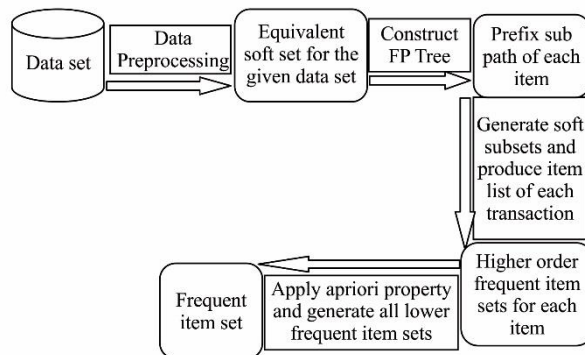 Data set
Data
Preprocessing
Equivalent
soft set for the
given data set
Construct
FP Tree
Prefix sub
path of each
item
Generate soft
subsets and
produce item
list of each
transaction
Higher order
frequent item
sets for each
item
Apply apriori property
and generate all lower
frequent item sets
Frequent
item set